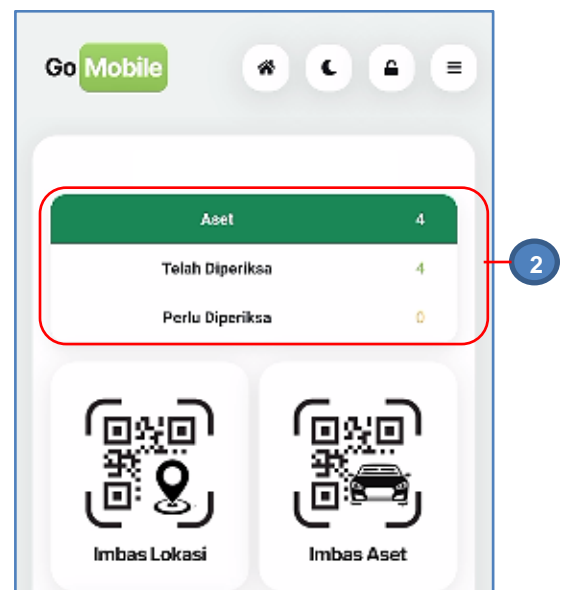 Go Mobile
Aset 4
Telah Diperiksa 4
Perlu Diperiksa 0
2
Imbas Lokasi
Imbas Aset